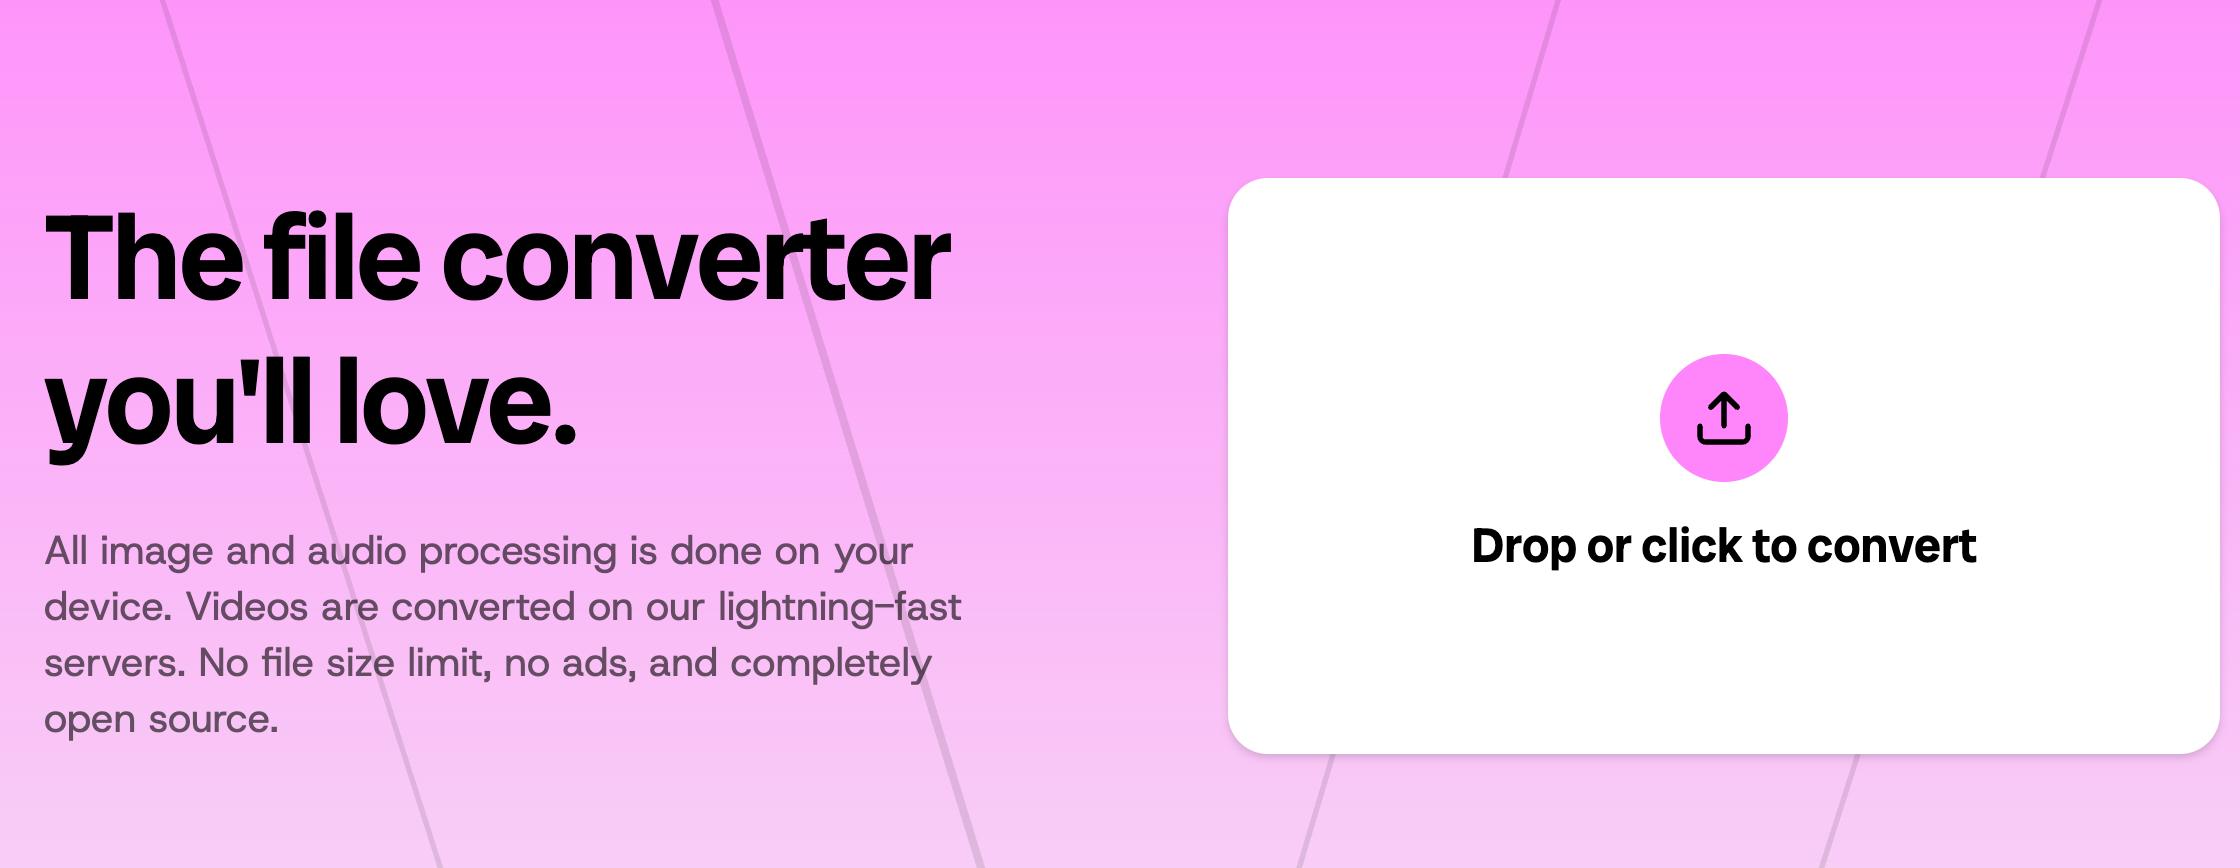 The file converter
you'll love.
All image and audio processing is done on your
device. Videos are converted on our lightning-fast
servers. No file size limit, no ads, and completely
open source.
Drop or click to convert